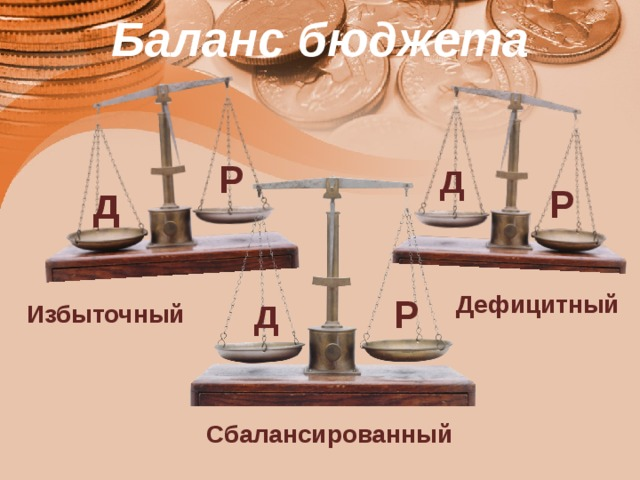 Баланс бюджета
Д
Р
Д
Р
Избыточный
Д
Р
Дефицитный
Сбалансированный